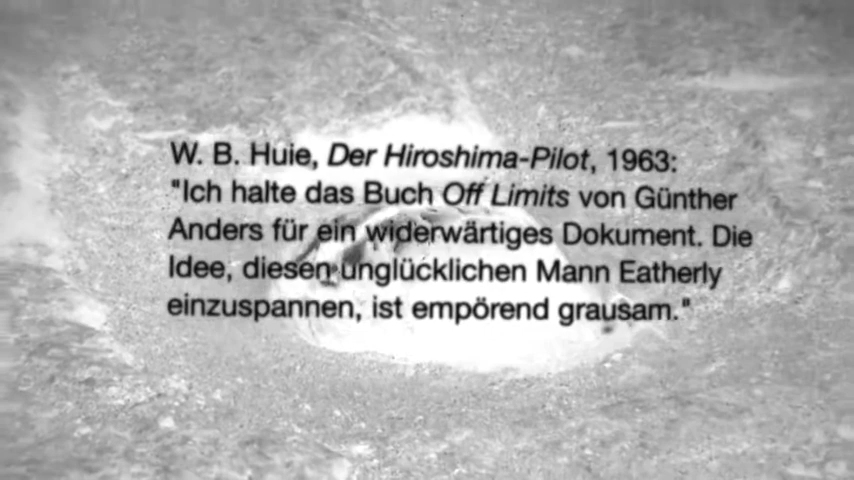 W. B. Huie, Der Hiroshima-Pilot, 1963:
"Ich halte das Buch Off Limits von Günther
Anders für ein widerwärtiges Dokument. Die
Idee, diesen unglücklichen Mann Eatherly
einzuspannen, ist empörend grausam."